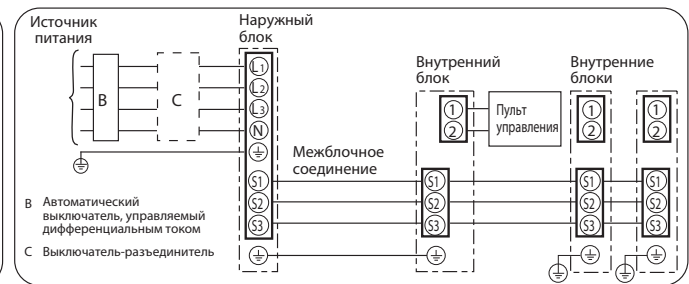 Источник
питания
Наружный
блок
Внутренний
блок
Внутренние
блоки
B
C
L1
L2
L3
N
S1
S2
S3
1
2
Пульт
управления
1
2
1
2
Межблочное
соединение
S1
S2
S3
S1
S2
S3
S1
S2
S3
B Автоматический
выключатель, управляемый
дифференциальным током
C Выключатель-разъединитель